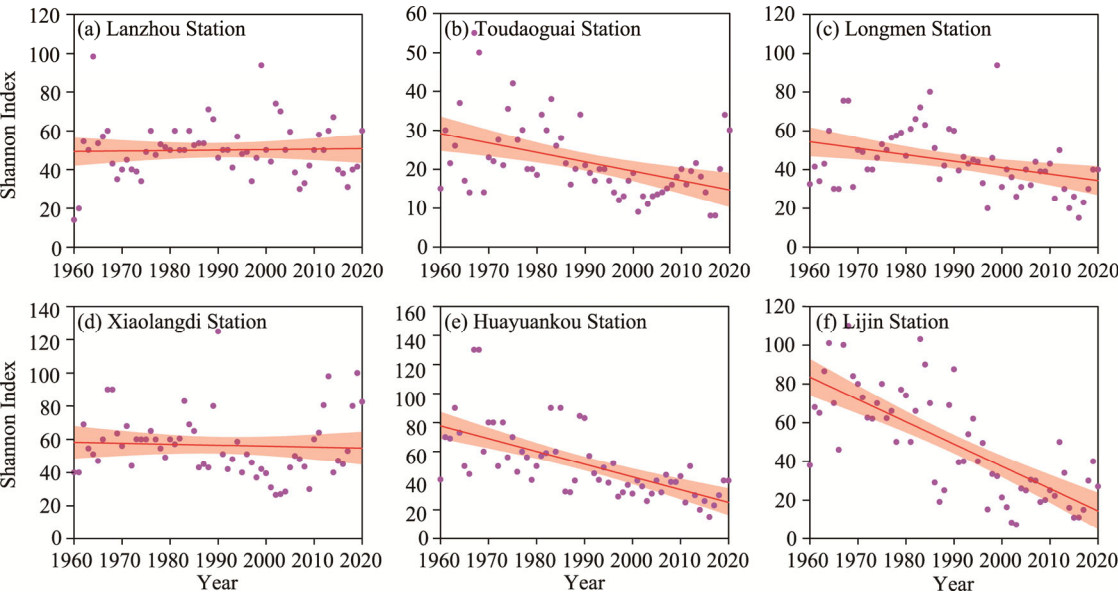 (a) Lanzhou Station
Shannon Index
120
100
80
60
40
20
0
1960 1970 1980 1990 2000 2010 2020
(b) Toudaoguai Station
60
50
40
30
20
10
0
1960 1970 1980 1990 2000 2010 2020
(c) Longmen Station
120
100
80
60
40
20
0
1960 1970 1980 1990 2000 2010 2020
(d) Xiaolangdi Station
Shannon Index
140
120
100
80
60
40
20
0
1960 1970 1980 1990 2000 2010 2020
Year
(e) Huayuankou Station
160
140
120
100
80
60
40
20
0
1960 1970 1980 1990 2000 2010 2020
Year
(f) Lijin Station
120
100
80
60
40
20
0
1960 1970 1980 1990 2000 2010 2020
Year